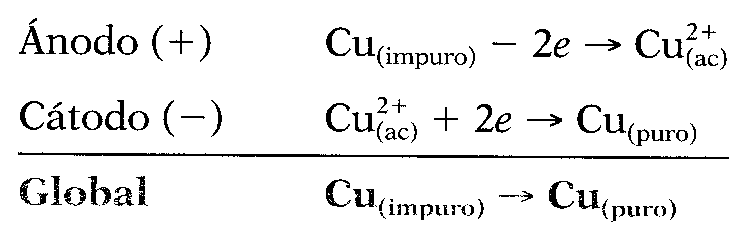 Ánodo (+) Cu(impuro) − 2e → Cu2+(ac)
Cátodo (−) Cu2+(ac) + 2e → Cu(puro)
Global Cu(impuro) → Cu(puro)